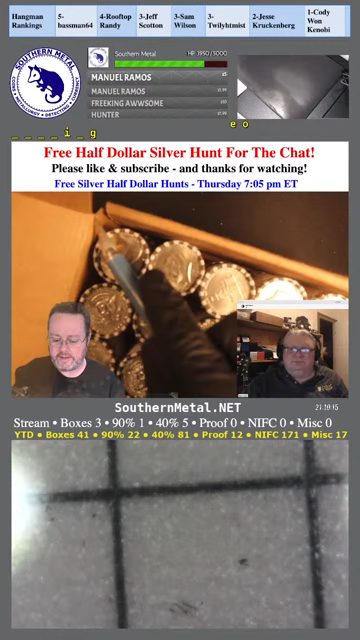 Hangman Rankings
5-bassman64
4-Rooftop Randy
3-Jeff Scotton
3-Sam Wilson
3-Twilyhtmist
2-Jesse Kruckenberg
1-Cody Won Kenobi
SOUTHERN METAL
Southern Metal
HP: 3950 /5000
MANUEL RAMOS
MANUEL RAMOS
FREEKING AWWSOME
HUNTER
_ _ _ _ i _ g
e o
Free Half Dollar Silver Hunt For The Chat!
Please like & subscribe - and thanks for watching!
Free Silver Half Dollar Hunts - Thursday 7:05 pm ET
SouthernMetal.NET
Stream • Boxes 3 • 90% 1 • 40% 5 • Proof 0 • NIFC 0 • Misc 0
YTD • Boxes 41 • 90% 22 • 40% 81 • Proof 12 • NIFC 171 • Misc 17